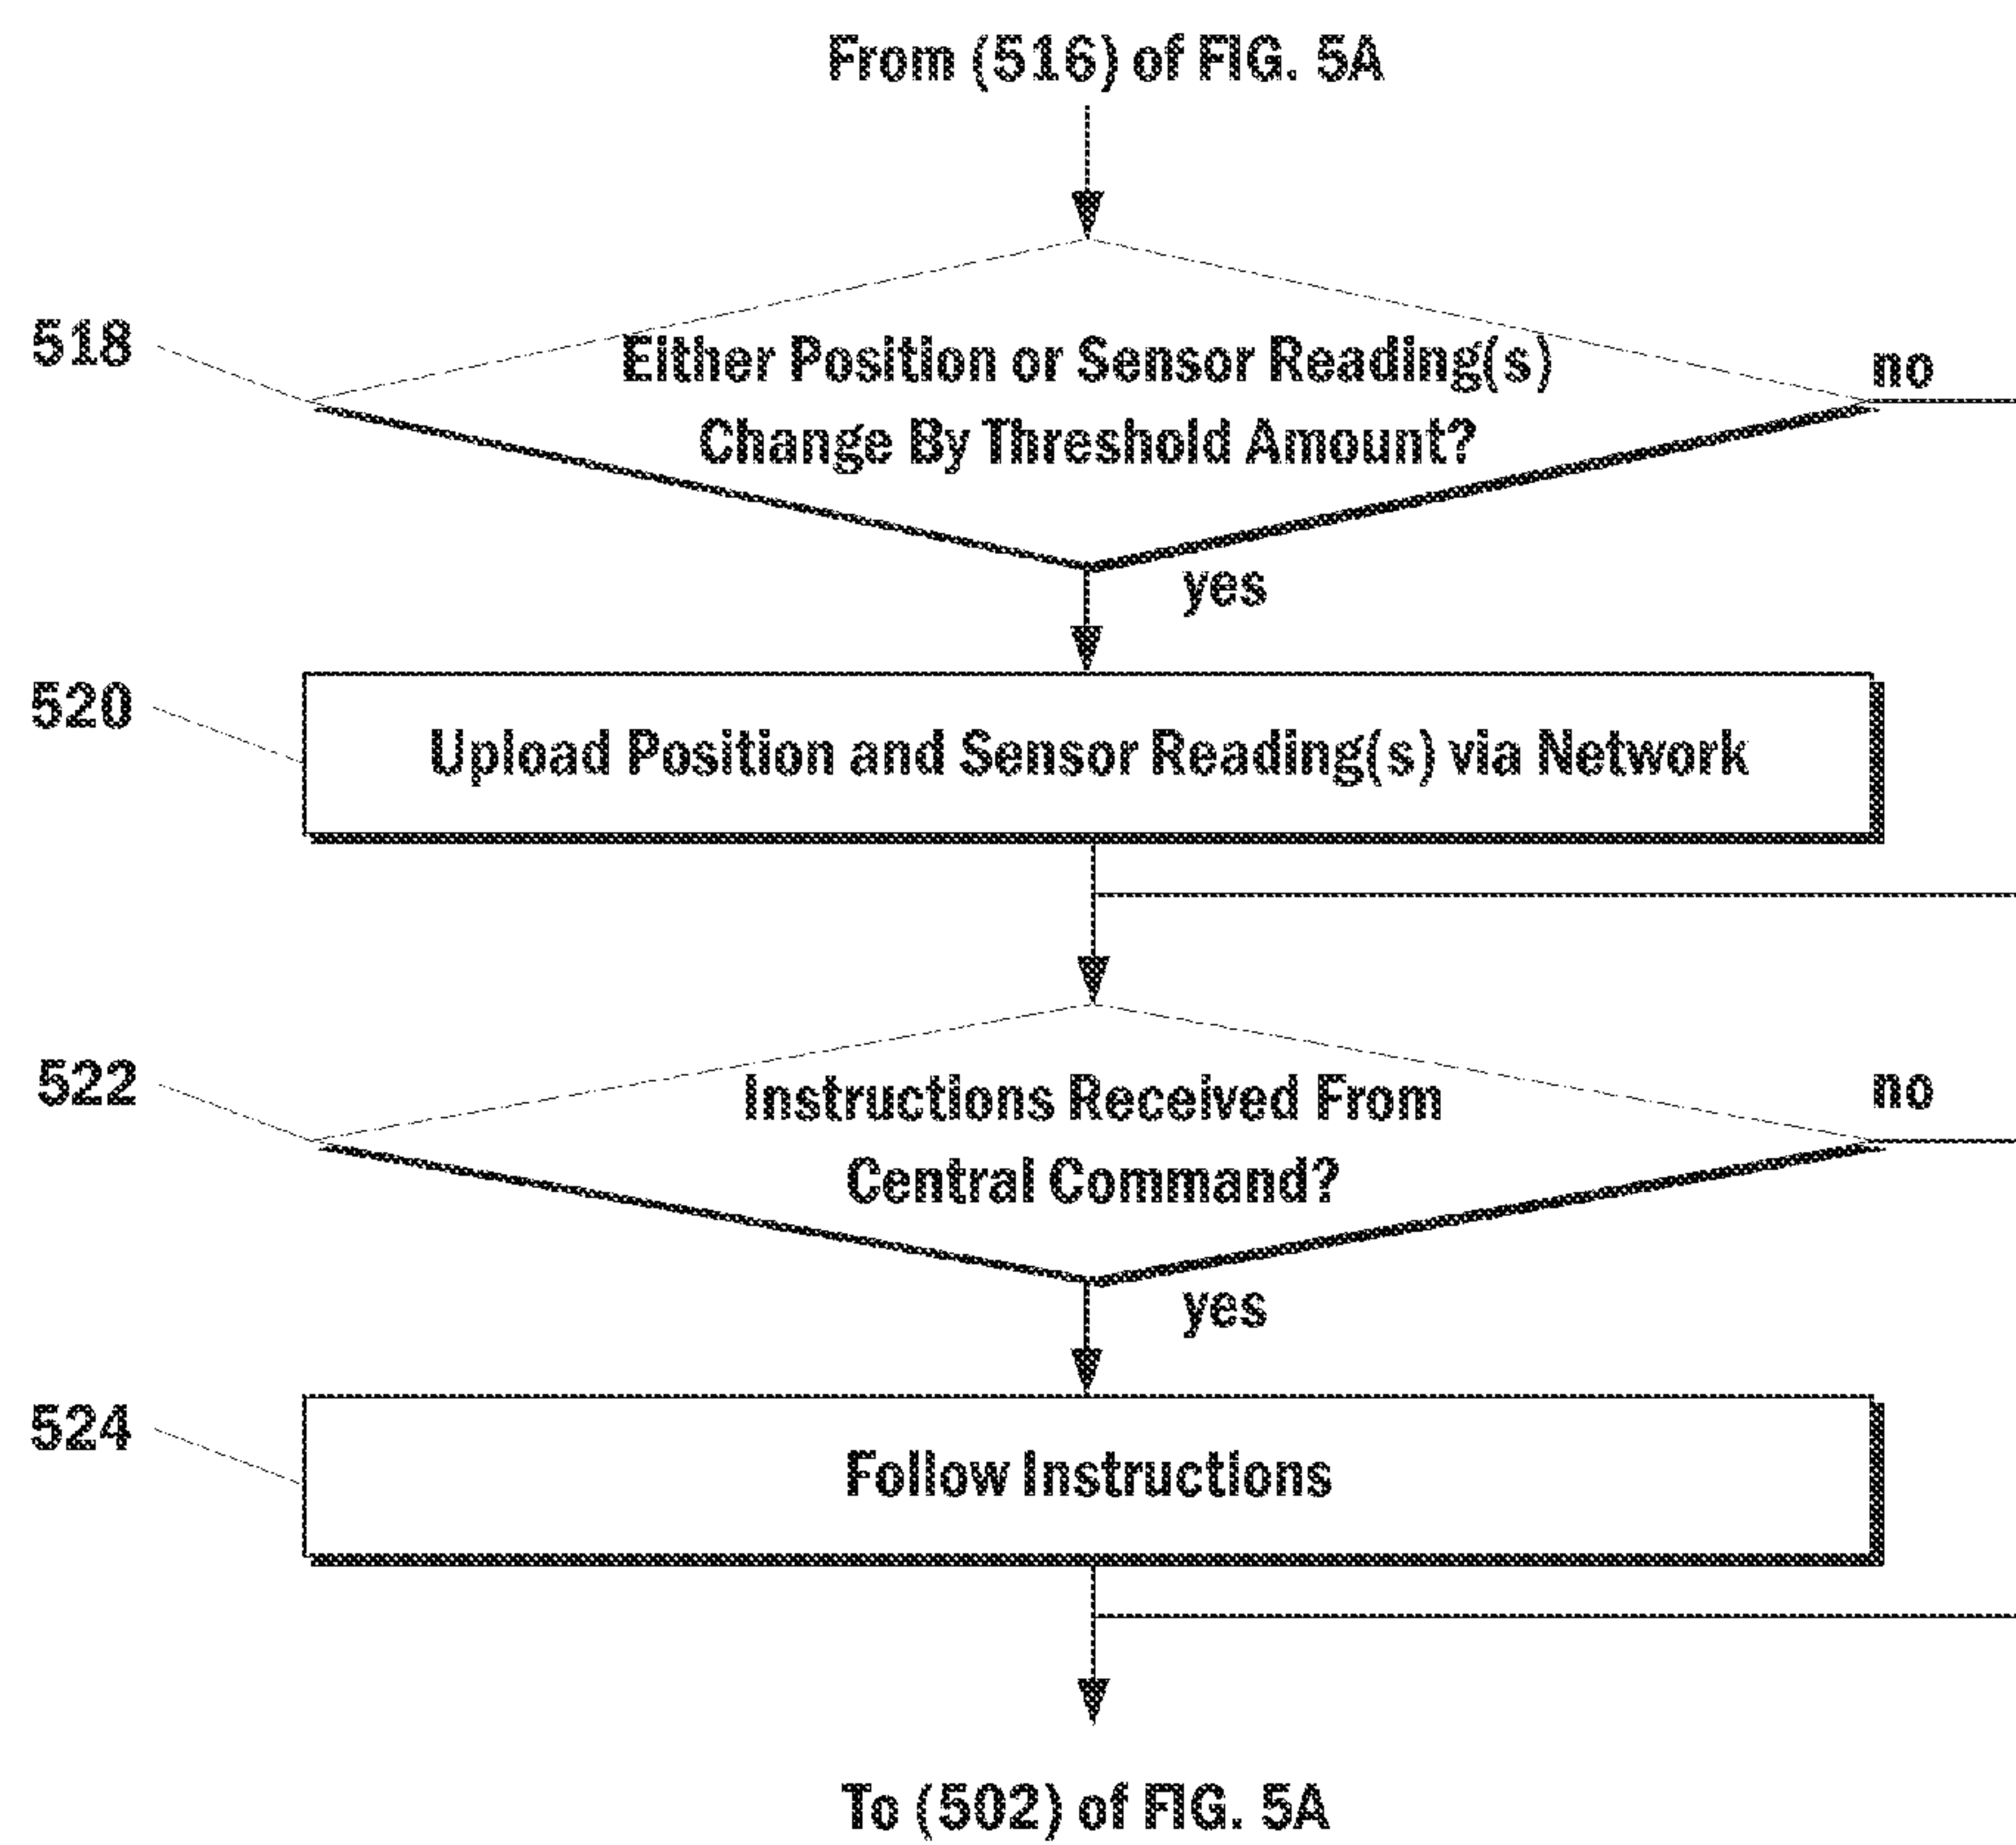 From (516) of FIG. 5A
518
Either Position or Sensor Reading(s)
Change By Threshold Amount?
no
yes
520
Upload Position and Sensor Reading(s) via Network
522
Instructions Received From
Central Command?
no
yes
524
Follow Instructions
To (502) of FIG. 5A